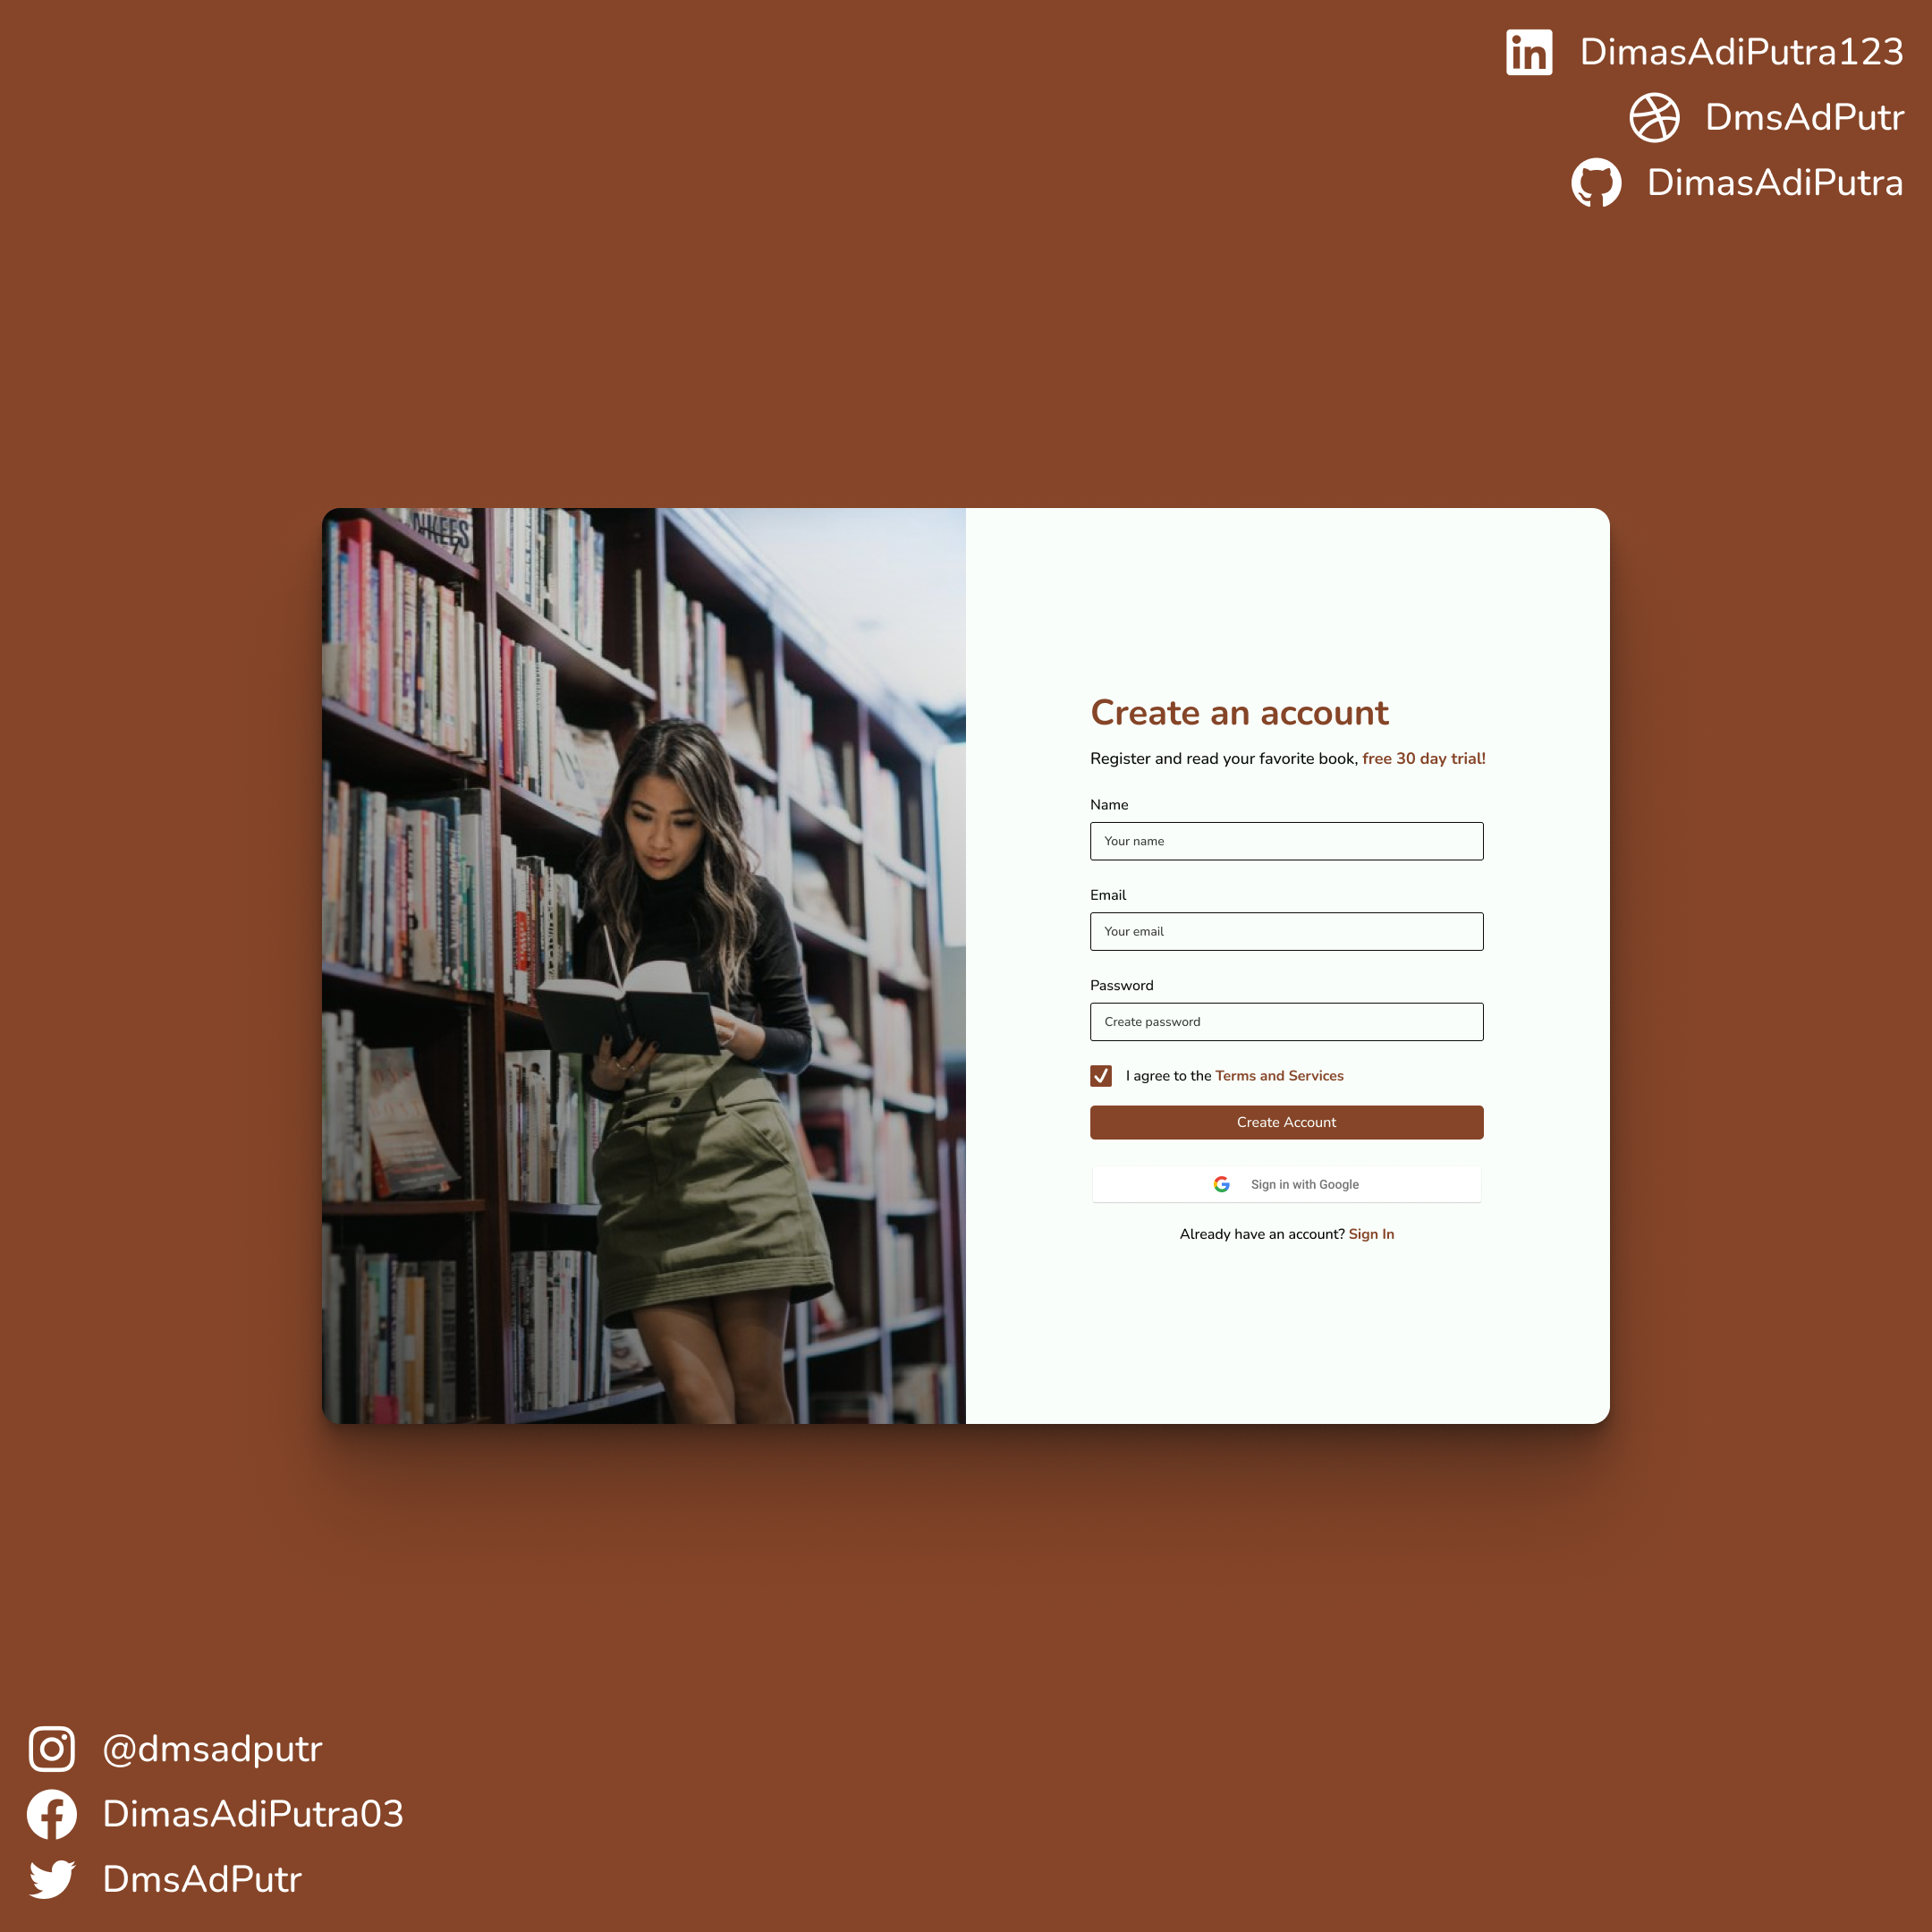 DimasAdiPutra123
DmsAdPutr
DimasAdiPutra
Create an account
Register and read your favorite book, free 30 day trial!
Name
Your name
Email
Your email
Password
Create password
I agree to the Terms and Services
Create Account
Sign in with Google
Already have an account? Sign In
@dmsadputr
DimasAdiPutra03
DmsAdPutr